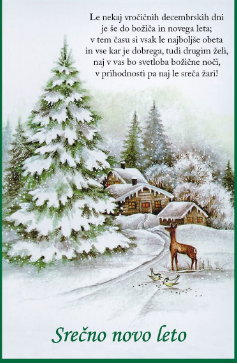 Le nekaj vročičnih decembrskih dni
je še do božiča in novega leta;
v tem času si vsak le najboljše obeta
in vse kar je dobrega, tudi drugim želi,
naj v vas bo svetloba božične noči,
v prihodnosti pa naj le sreča žari!
Srečno novo leto